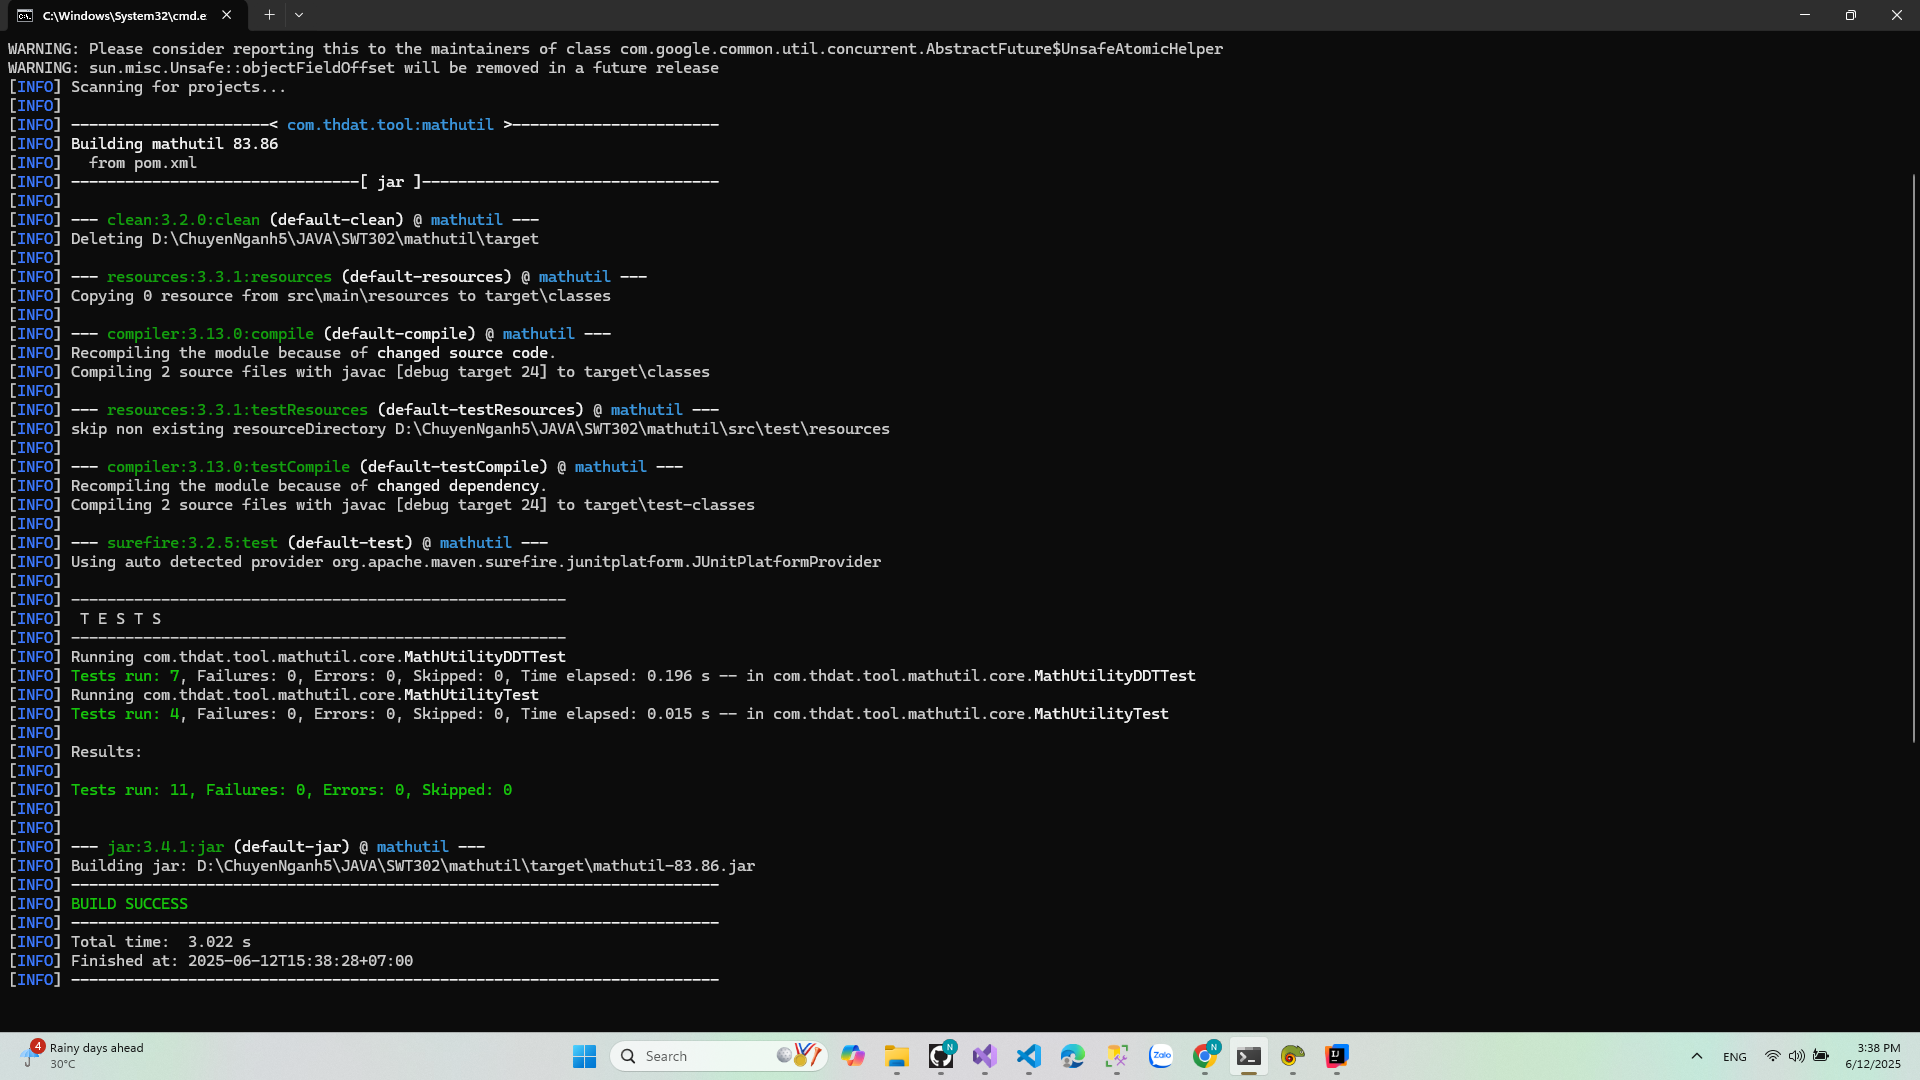 C:\Windows\System32\cmd.e
WARNING: Please consider reporting this to the maintainers of class com.google.common.util.concurrent.AbstractFuture$UnsafeAtomicHelper
WARNING: sun.misc.Unsafe::objectFieldOffset will be removed in a future release
[INFO] Scanning for projects...
[INFO]
[INFO] ----------------------< com.thdat.tool:mathutil >-----------------------
[INFO] Building mathutil 83.86
[INFO]   from pom.xml
[INFO] --------------------------------[ jar ]---------------------------------
[INFO]
[INFO] --- clean:3.2.0:clean (default-clean) @ mathutil ---
[INFO] Deleting D:\ChuyenNganh5\JAVA\SWT302\mathutil\target
[INFO]
[INFO] --- resources:3.3.1:resources (default-resources) @ mathutil ---
[INFO] Copying 0 resource from src\main\resources to target\classes
[INFO]
[INFO] --- compiler:3.13.0:compile (default-compile) @ mathutil ---
[INFO] Recompiling the module because of changed source code.
[INFO] Compiling 2 source files with javac [debug target 24] to target\classes
[INFO]
[INFO] --- resources:3.3.1:testResources (default-testResources) @ mathutil ---
[INFO] skip non existing resourceDirectory D:\ChuyenNganh5\JAVA\SWT302\mathutil\src\test\resources
[INFO]
[INFO] --- compiler:3.13.0:testCompile (default-testCompile) @ mathutil ---
[INFO] Recompiling the module because of changed dependency.
[INFO] Compiling 2 source files with javac [debug target 24] to target\test-classes
[INFO]
[INFO] --- surefire:3.2.5:test (default-test) @ mathutil ---
[INFO] Using auto detected provider org.apache.maven.surefire.junitplatform.JUnitPlatformProvider
[INFO]
[INFO] -------------------------------------------------------
[INFO]  T E S T S
[INFO] -------------------------------------------------------
[INFO] Running com.thdat.tool.mathutil.core.MathUtilityDDTTest
[INFO] Tests run: 7, Failures: 0, Errors: 0, Skipped: 0, Time elapsed: 0.196 s -- in com.thdat.tool.mathutil.core.MathUtilityDDTTest
[INFO] Running com.thdat.tool.mathutil.core.MathUtilityTest
[INFO] Tests run: 4, Failures: 0, Errors: 0, Skipped: 0, Time elapsed: 0.015 s -- in com.thdat.tool.mathutil.core.MathUtilityTest
[INFO]
[INFO] Results:
[INFO]
[INFO] Tests run: 11, Failures: 0, Errors: 0, Skipped: 0
[INFO]
[INFO]
[INFO] --- jar:3.4.1:jar (default-jar) @ mathutil ---
[INFO] Building jar: D:\ChuyenNganh5\JAVA\SWT302\mathutil\target\mathutil-83.86.jar
[INFO] ------------------------------------------------------------------------
[INFO] BUILD SUCCESS
[INFO] ------------------------------------------------------------------------
[INFO] Total time:  3.022 s
[INFO] Finished at: 2025-06-12T15:38:28+07:00
[INFO] ------------------------------------------------------------------------
4
Rainy days ahead
30°C
Search
N
Zalo
N
IJ
ENG
3:38 PM
6/12/2025